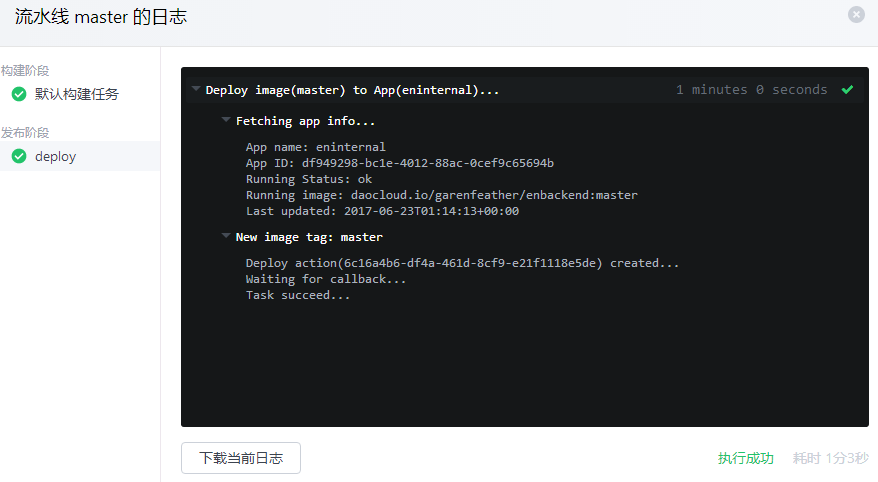 流水线 master 的日志
构建阶段
默认构建任务
发布阶段
deploy
Deploy image(master) to App(eninternal)... 1 minutes 0 seconds
Fetching app info...
App name: eninternal
App ID: df949298-bc1e-4012-88ac-0cef9c65694b
Running Status: ok
Running image: daocloud.io/garenfeather/enbackend:master
Last updated: 2017-06-23T01:14:13+00:00
New image tag: master
Deploy action(6c16a4b6-df4a-461d-8cf9-e21f1118e5de) created...
Waiting for callback...
Task succeed...
下载当前日志 执行成功 耗时 1分3秒